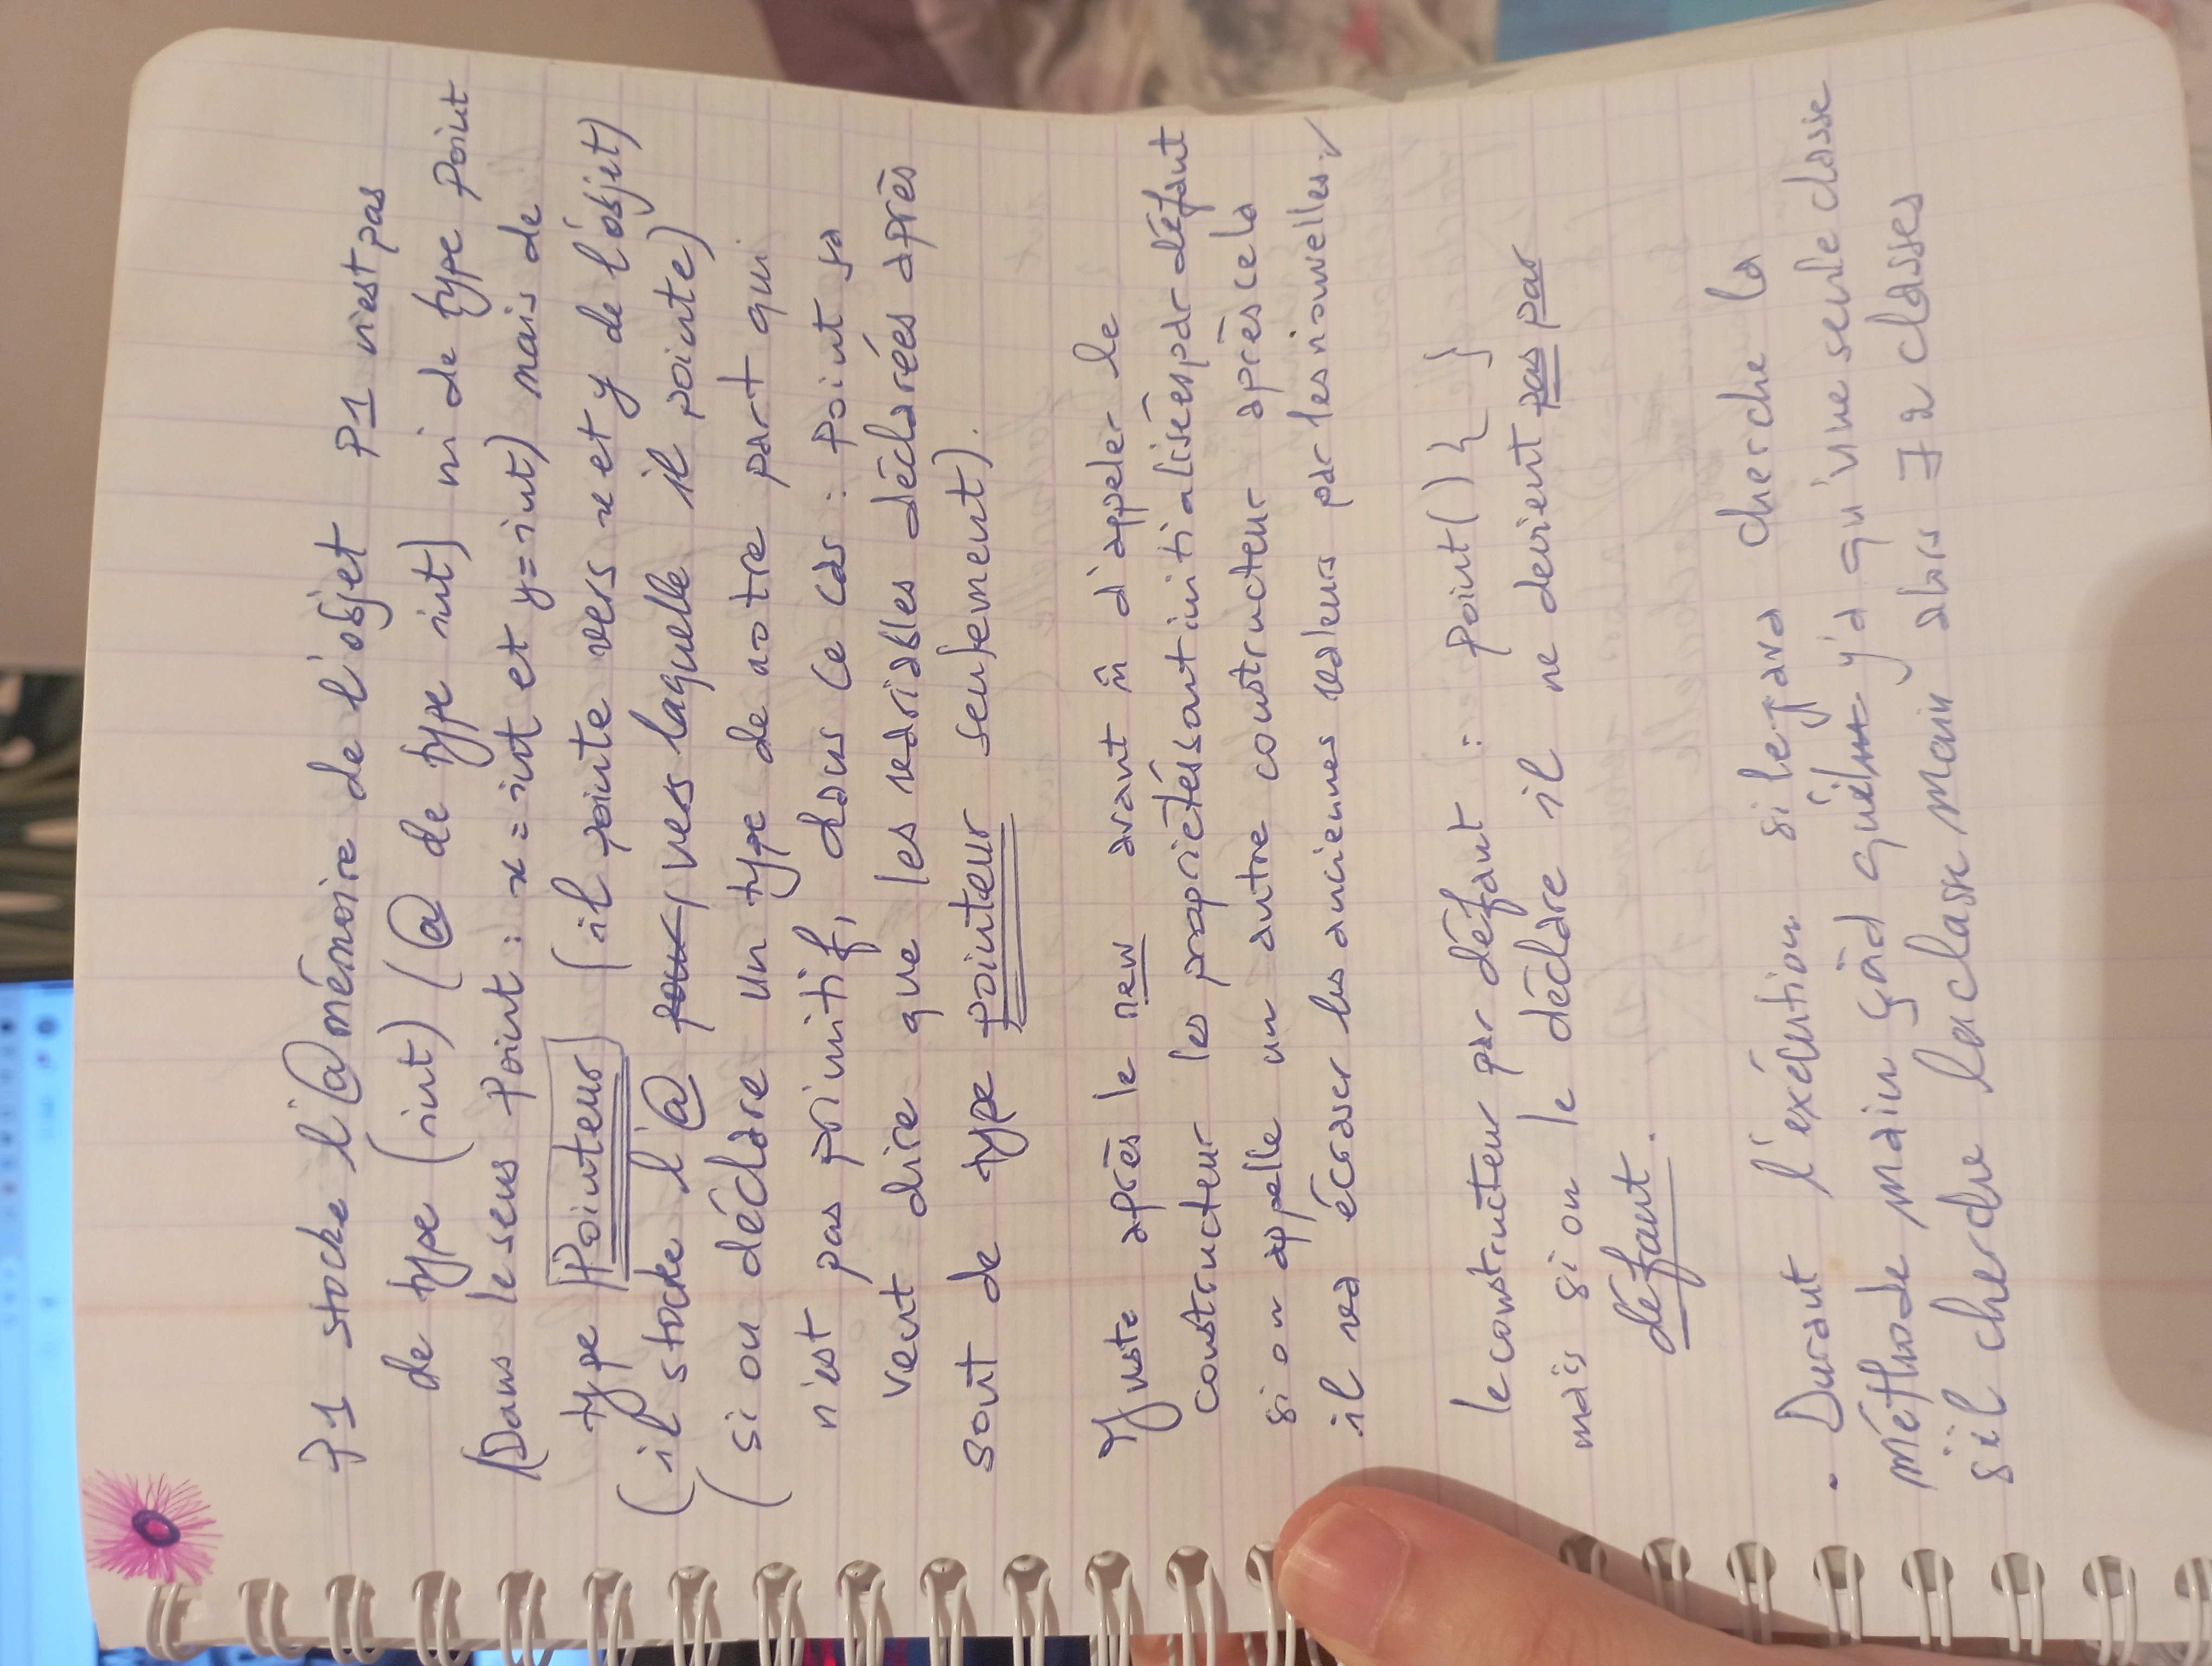 P1 stocke l'@mémoire de l'objet P1 n'est pas
de type (int) (@ de type int) ni de type Point
(Dans le sens Point : x = int et y = int) mais de
type Pointeur (il pointe vers x et y de l'objet)
(il stocke l'@ pour, vers laquelle il pointe)
(si on déclare un type de notre part qui
n'est pas primitif, dans ce cas : Point sa
veut dire que les variables déclarées après
sont de type pointeur seulement).
Juste après le new avant m̂ d'appeler le
constructeur les propriétés sont initialisées par défaut
si on appelle un autre constructeur après cela
il va écraser les anciennes valeurs par les nouvelles.
le constructeur par défaut : Point(){ }
mais si on le déclare il ne devient pas par
défaut.
. Durant l'exécution si le java cherche la
méthode main çàd qu'il y'a qu'une seule classe
s'il cherche la classe main alors ∃ 2 classes